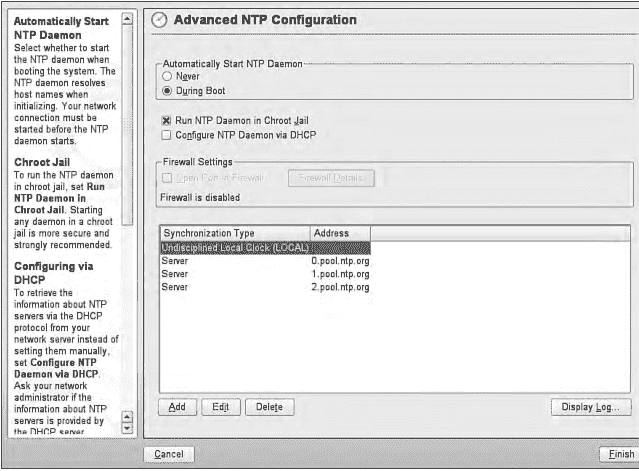 Automatically Start
NTP Daemon
Select whether to start
the NTP daemon when
booting the system. The
NTP daemon resolves
host names when
initializing. Your network
connection must be
started before the NTP
daemon starts.
Chroot Jail
To run the NTP daemon
in chroot jail, set Run
NTP Daemon in
Chroot Jail. Starting
any daemon in a chroot
jail is more secure and
strongly recommended.
Configuring via
DHCP
To retrieve the
information about NTP
servers via the DHCP
protocol from your
network server instead of
setting them manually,
set Configure NTP
Daemon via DHCP.
Ask your network
administrator if the
information about NTP
servers is provided by
the DHCP server
Advanced NTP Configuration
Automatically Start NTP Daemon
Never
During Boot
Run NTP Daemon in Chroot Jail
Configure NTP Daemon via DHCP
Firewall Settings
Open Port in Firewall
Firewall Details
Firewall is disabled
Synchronization Type Address
Undisciplined Local Clock (LOCAL)
Server 0.pool.ntp.org
Server 1.pool.ntp.org
Server 2.pool.ntp.org
Add Edit Delete Display Log...
Cancel Finish